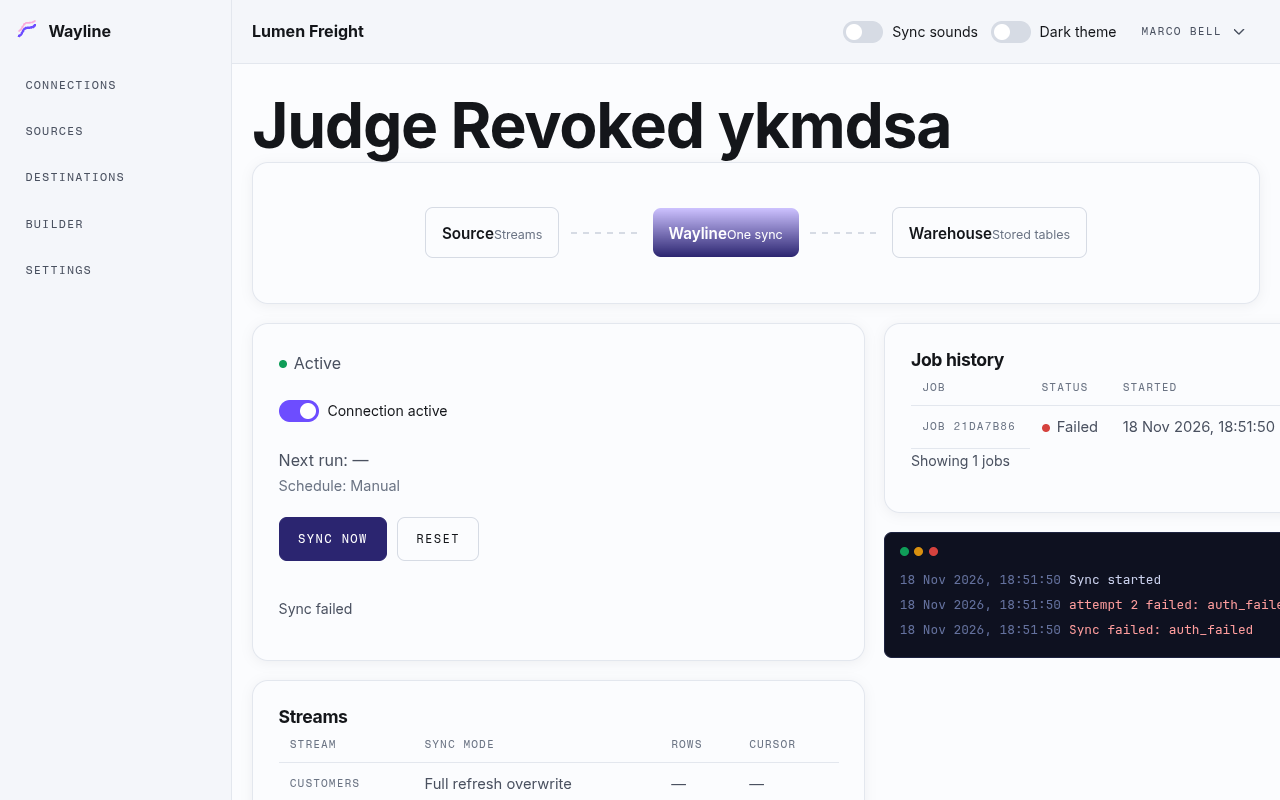 Wayline
CONNECTIONS
SOURCES
DESTINATIONS
BUILDER
SETTINGS
Lumen Freight
Sync sounds
Dark theme
MARCO BELL
Judge Revoked ykmdsa
Source Streams
Wayline One sync
Warehouse Stored tables
Active
Connection active
Next run: —
Schedule: Manual
SYNC NOW
RESET
Sync failed
Job history
JOB STATUS STARTED
JOB 21DA7B86 Failed 18 Nov 2026, 18:51:50
Showing 1 jobs
18 Nov 2026, 18:51:50 Sync started
18 Nov 2026, 18:51:50 attempt 2 failed: auth_faile
18 Nov 2026, 18:51:50 Sync failed: auth_failed
Streams
STREAM SYNC MODE ROWS CURSOR
CUSTOMERS Full refresh overwrite — —